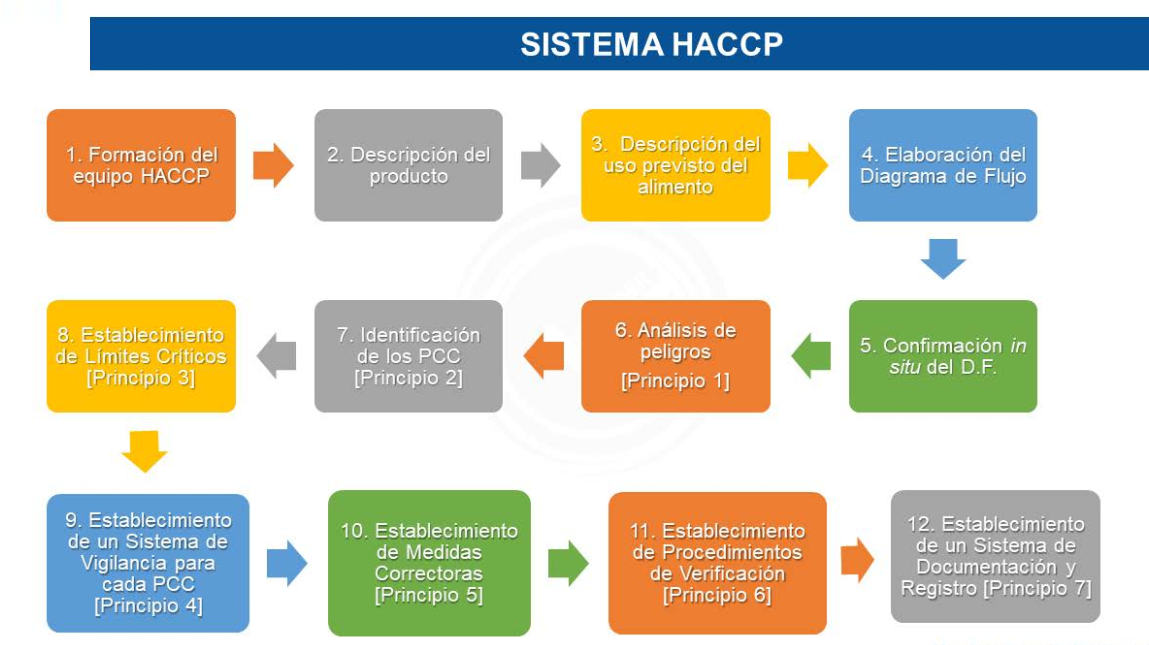 SISTEMA HACCP
1. Formación del
equipo HACCP
2. Descripción del
producto
3. Descripción del
uso previsto del
alimento
4. Elaboración del
Diagrama de Flujo
5. Confirmación in
situ del D.F.
6. Análisis de
peligros
[Principio 1]
7. Identificación
de los PCC
[Principio 2]
8. Establecimiento
de Límites Críticos
[Principio 3]
9. Establecimiento
de un Sistema de
Vigilancia para
cada PCC
[Principio 4]
10. Establecimiento
de Medidas
Correctoras
[Principio 5]
11. Establecimiento
de Procedimientos
de Verificación
[Principio 6]
12. Establecimiento
de un Sistema de
Documentación y
Registro [Principio 7]